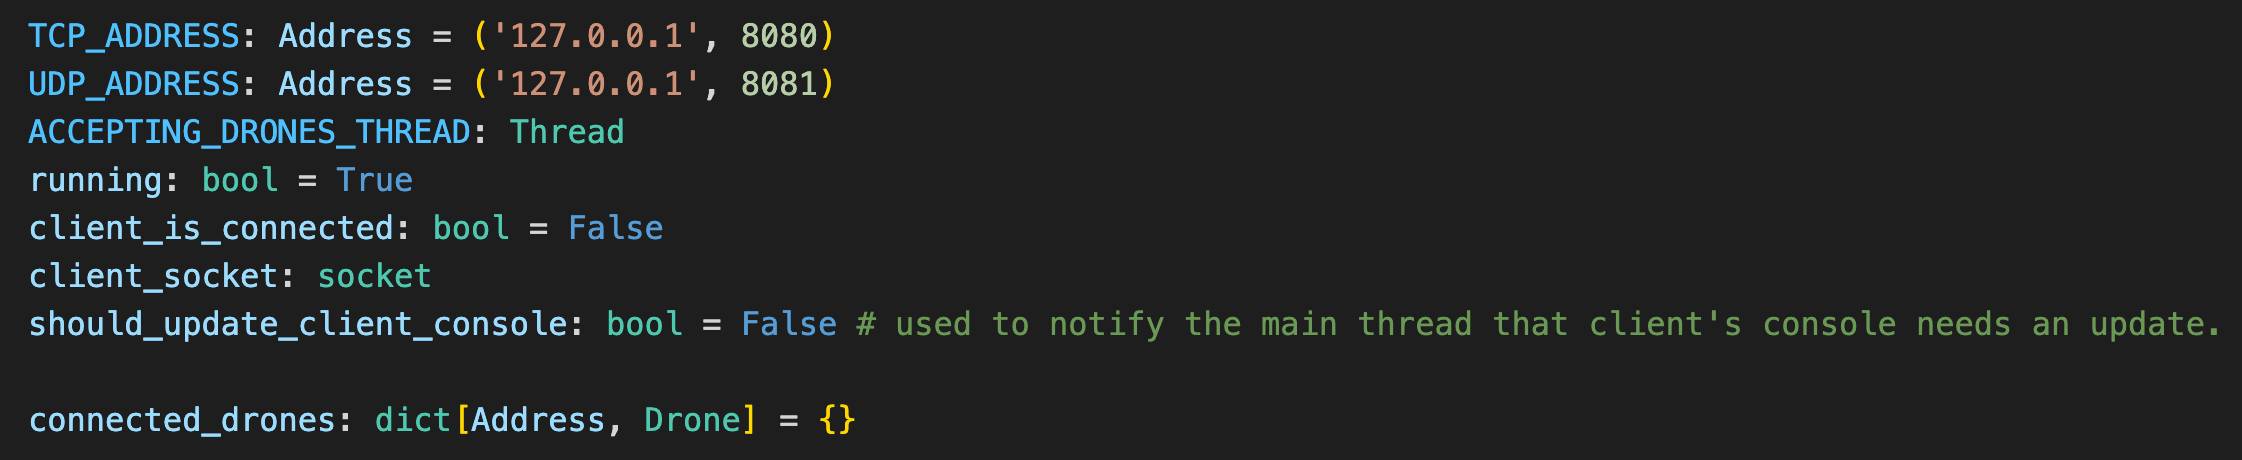 TCP_ADDRESS: Address = ('127.0.0.1', 8080)
UDP_ADDRESS: Address = ('127.0.0.1', 8081)
ACCEPTING_DRONES_THREAD: Thread
running: bool = True
client_is_connected: bool = False
client_socket: socket
should_update_client_console: bool = False # used to notify the main thread that client's console needs an update.
connected_drones: dict[Address, Drone] = {}